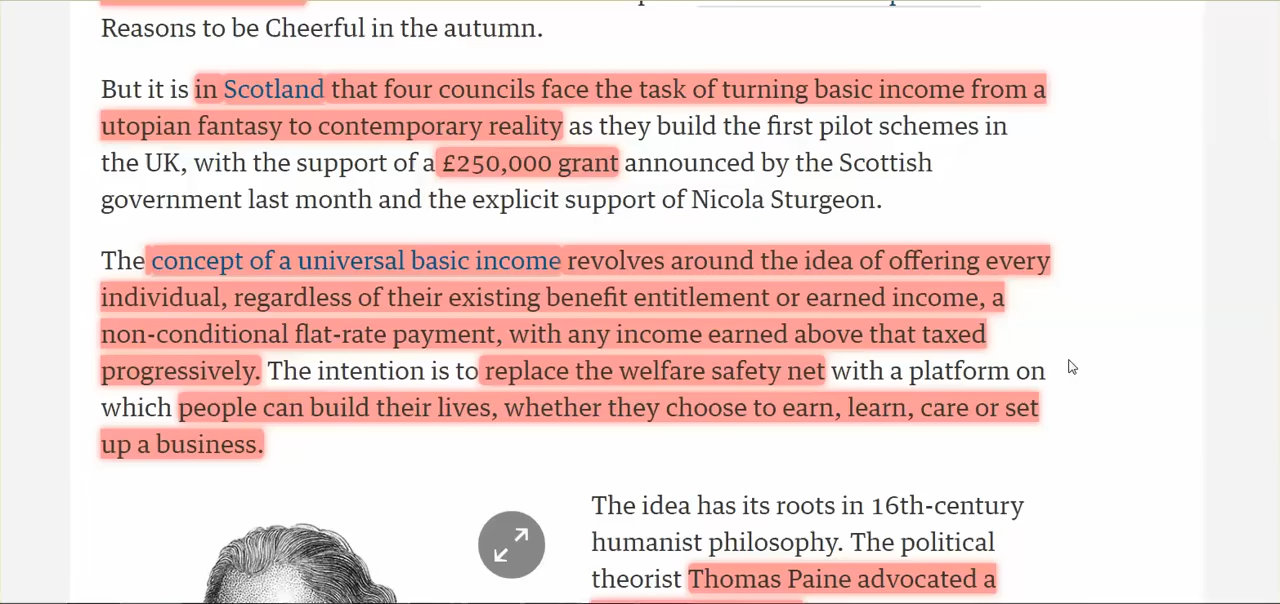 Reasons to be Cheerful in the autumn.
But it is in Scotland that four councils face the task of turning basic income from a
utopian fantasy to contemporary reality as they build the first pilot schemes in
the UK, with the support of a £250,000 grant announced by the Scottish
government last month and the explicit support of Nicola Sturgeon.
The concept of a universal basic income revolves around the idea of offering every
individual, regardless of their existing benefit entitlement or earned income, a
non-conditional flat-rate payment, with any income earned above that taxed
progressively. The intention is to replace the welfare safety net with a platform on
which people can build their lives, whether they choose to earn, learn, care or set
up a business.
The idea has its roots in 16th-century
humanist philosophy. The political
theorist Thomas Paine advocated a